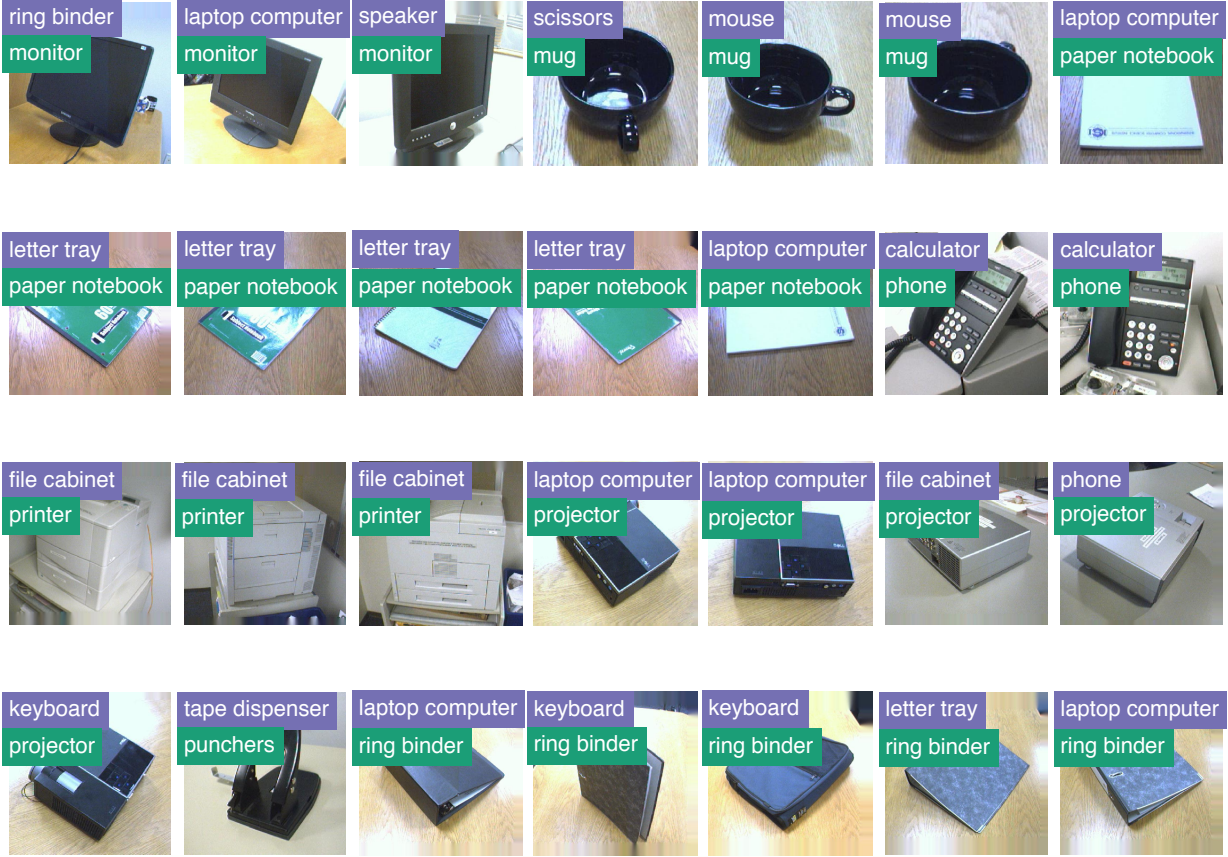 ring binder
monitor
laptop computer
monitor
speaker
monitor
scissors
mug
mouse
mug
mouse
mug
laptop computer
paper notebook
letter tray
paper notebook
letter tray
paper notebook
letter tray
paper notebook
letter tray
paper notebook
laptop computer
paper notebook
calculator
phone
calculator
phone
file cabinet
printer
file cabinet
printer
file cabinet
printer
laptop computer
projector
laptop computer
projector
file cabinet
projector
phone
projector
keyboard
projector
tape dispenser
punchers
laptop computer
ring binder
keyboard
ring binder
keyboard
ring binder
letter tray
ring binder
laptop computer
ring binder